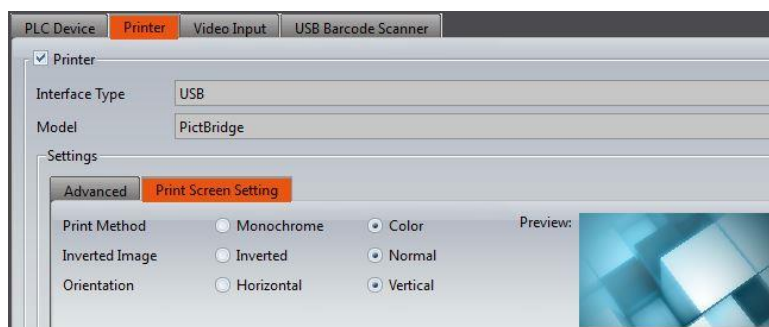 PLC Device Printer Video Input USB Barcode Scanner
Printer
Interface Type USB
Model PictBridge
Settings
Advanced Print Screen Setting
Print Method Monochrome Color Preview:
Inverted Image Inverted Normal
Orientation Horizontal Vertical